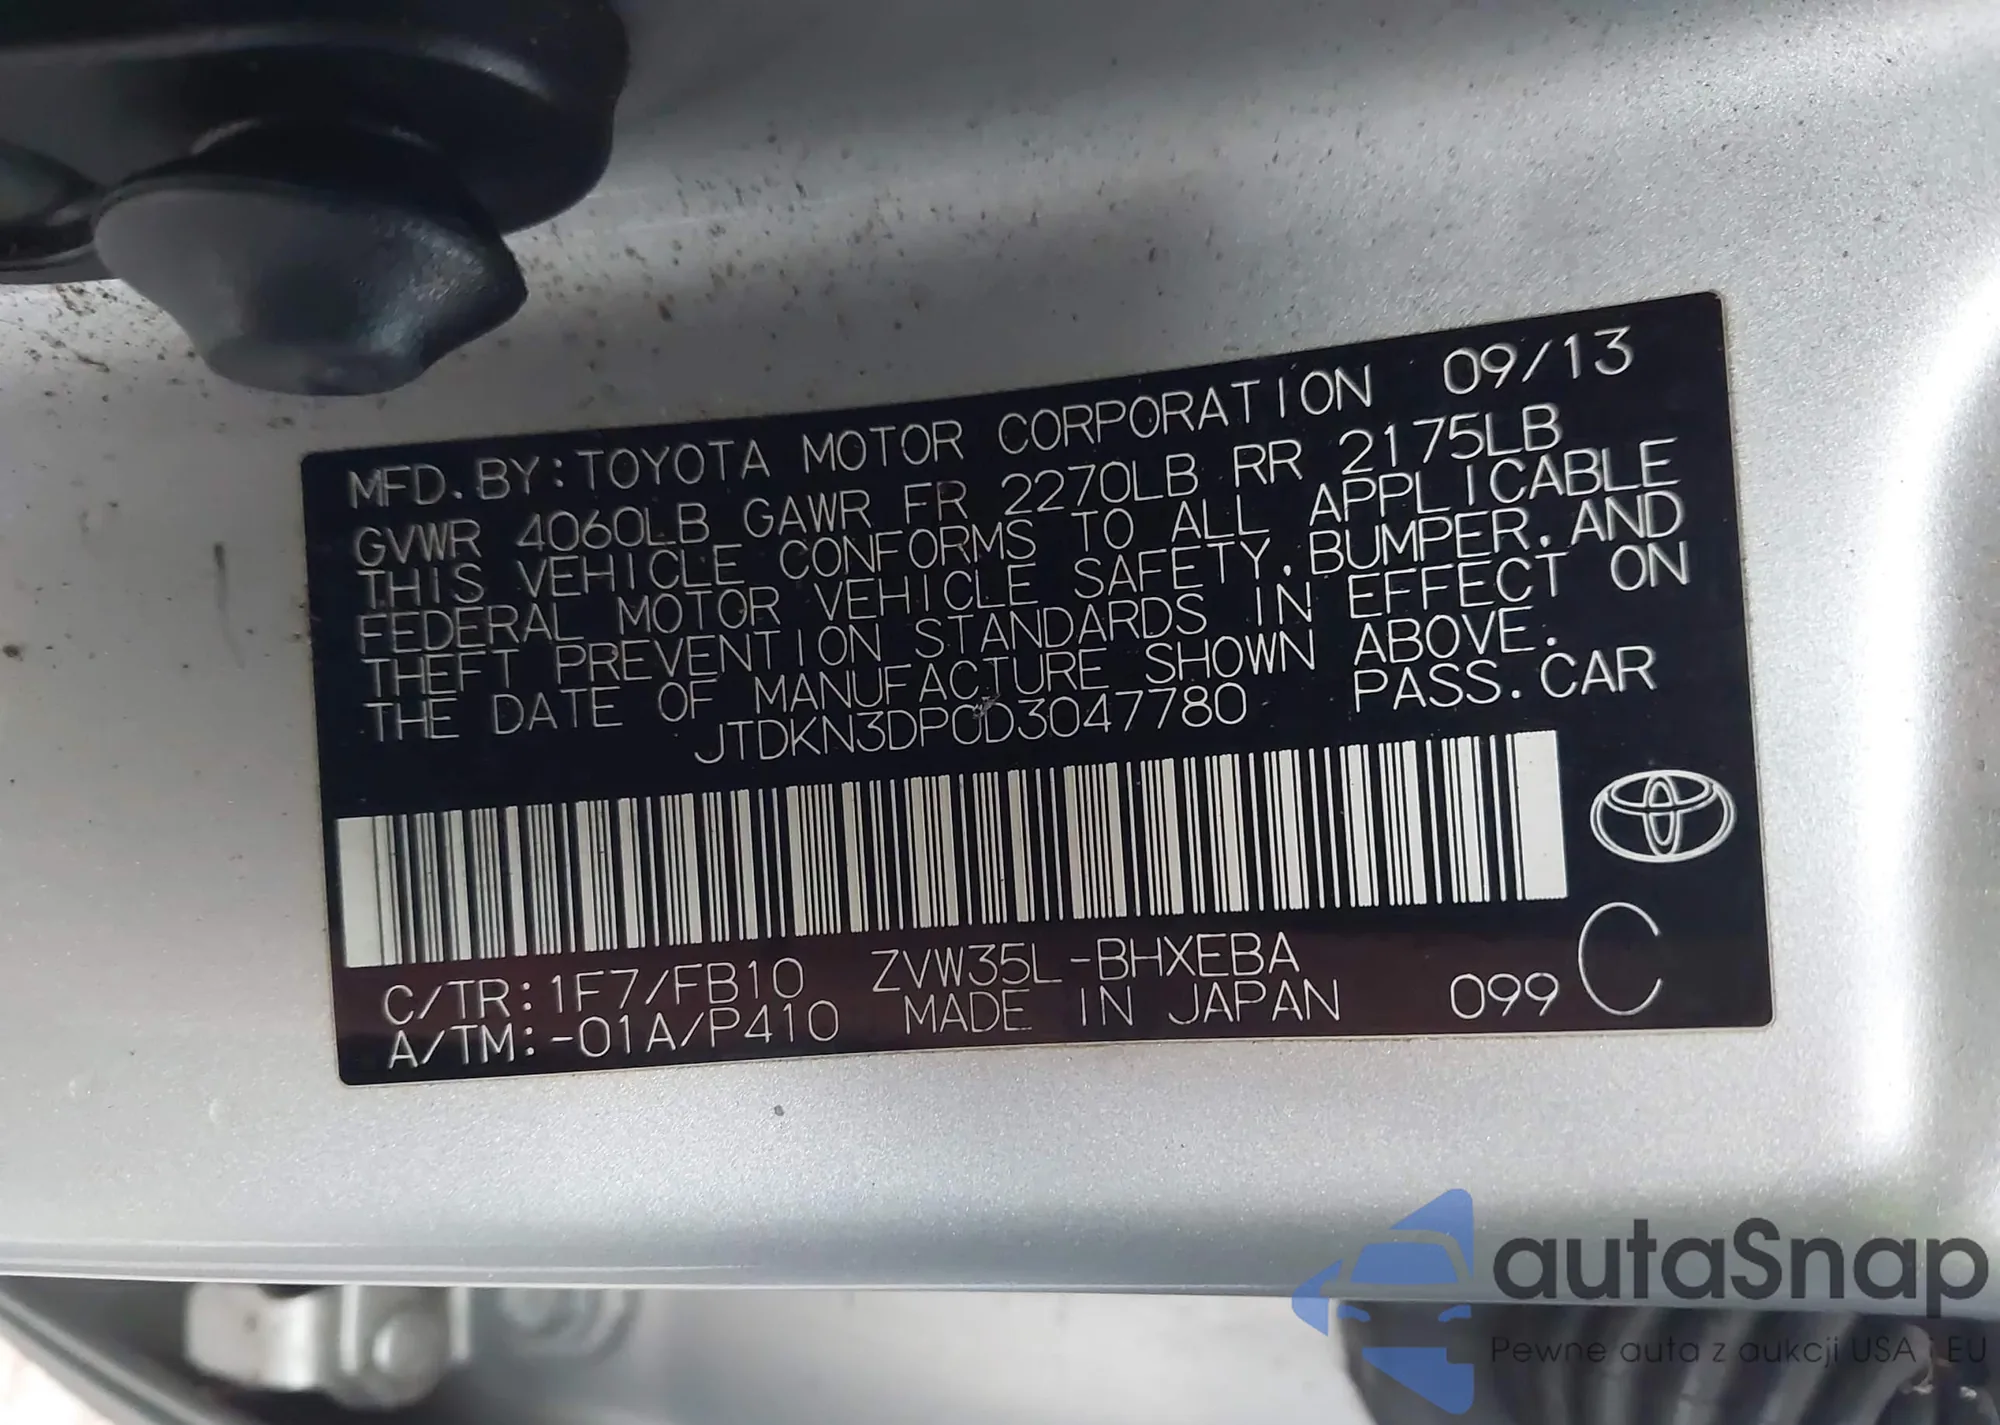 MFD. BY: TOYOTA MOTOR CORPORATION 09/13
GVWR 4060LB GAWR FR 2270LB RR 2175LB
THIS VEHICLE CONFORMS TO ALL APPLICABLE
FEDERAL MOTOR VEHICLE SAFETY, BUMPER, AND
THEFT PREVENTION STANDARDS IN EFFECT ON
THE DATE OF MANUFACTURE SHOWN ABOVE.
JTDKN3DP0D3047780 PASS. CAR
C/TR: 1F7/FB10 ZVW35L-BHXEBA
A/TM: -01A/P410 MADE IN JAPAN 099 C
autaSnap
Pewne auta z aukcji USA i EU